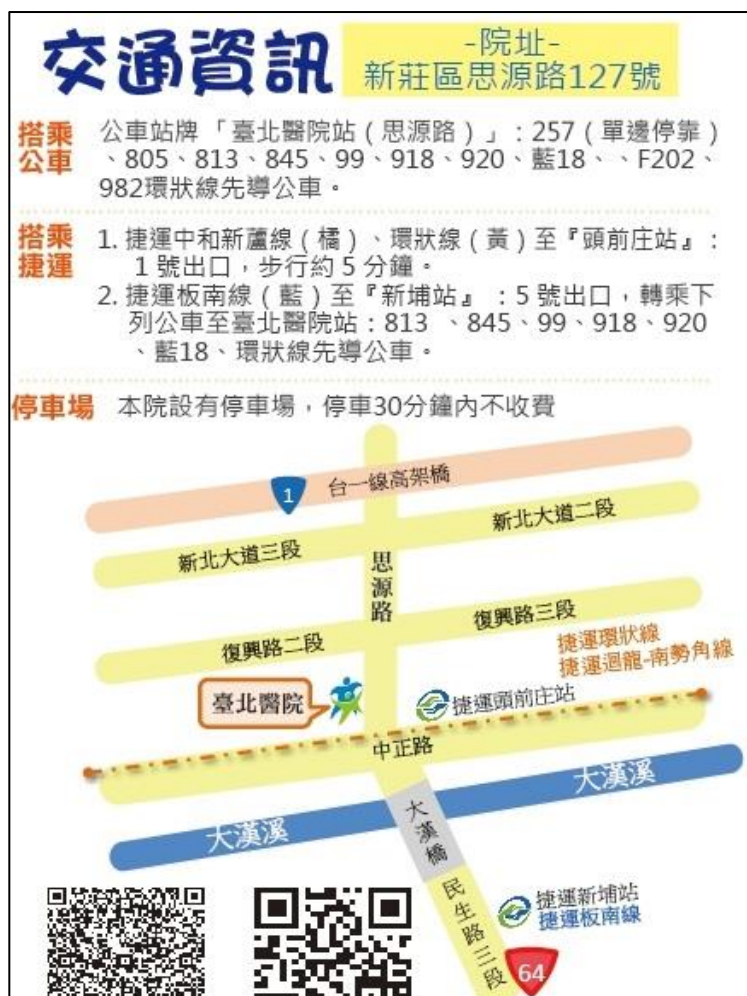 交通資訊
-院址-
新莊區思源路127號
搭乘
公車
公車站牌「臺北醫院站(思源路)」:257(單邊停靠)
、805、813、845、99、918、920、藍18、、F202、
982環狀線先導公車。
搭乘
捷運
1. 捷運中和新蘆線(橘)、環狀線(黃)至『頭前庄站』:
1 號出口,步行約 5 分鐘。
2. 捷運板南線(藍)至『新埔站』:5 號出口,轉乘下
列公車至臺北醫院站:813 、845、99、918、920
、藍18、環狀線先導公車。
停車場
本院設有停車場,停車30分鐘內不收費
1
台一線高架橋
新北大道三段
新北大道二段
思源路
復興路二段
復興路三段
捷運環狀線
捷運迴龍-南勢角線
臺北醫院
捷運頭前庄站
中正路
大漢溪
大漢溪
大漢橋
民生路三段
捷運新埔站
捷運板南線
64